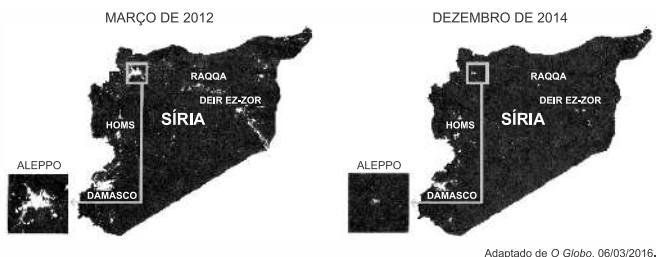 MARÇO DE 2012
RAQQA
DEIR EZ-ZOR
HOMS
SÍRIA
ALEPPO
DAMASCO
DEZEMBRO DE 2014
RAQQA
DEIR EZ-ZOR
HOMS
SÍRIA
ALEPPO
DAMASCO
Adaptado de O Globo, 06/03/2016.